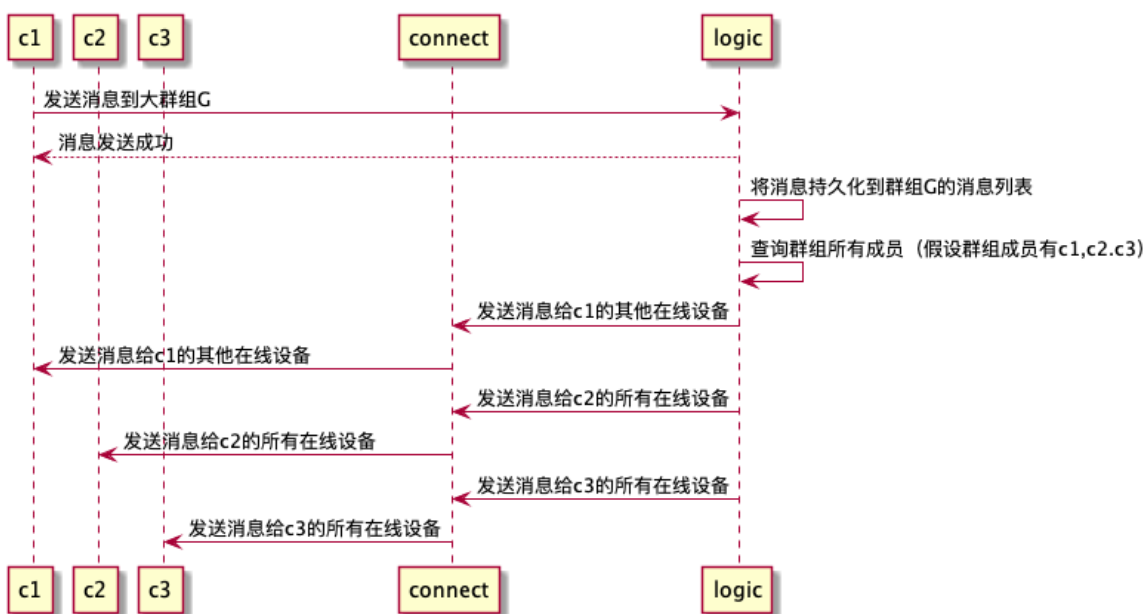 c1 c2 c3 connect logic
发送消息到大群组G
消息发送成功
将消息持久化到群组G的消息列表
查询群组所有成员（假设群组成员有c1,c2.c3)
发送消息给c1的其他在线设备
发送消息给c1的其他在线设备
发送消息给c2的所有在线设备
发送消息给c2的所有在线设备
发送消息给c3的所有在线设备
发送消息给c3的所有在线设备
c1 c2 c3 connect logic